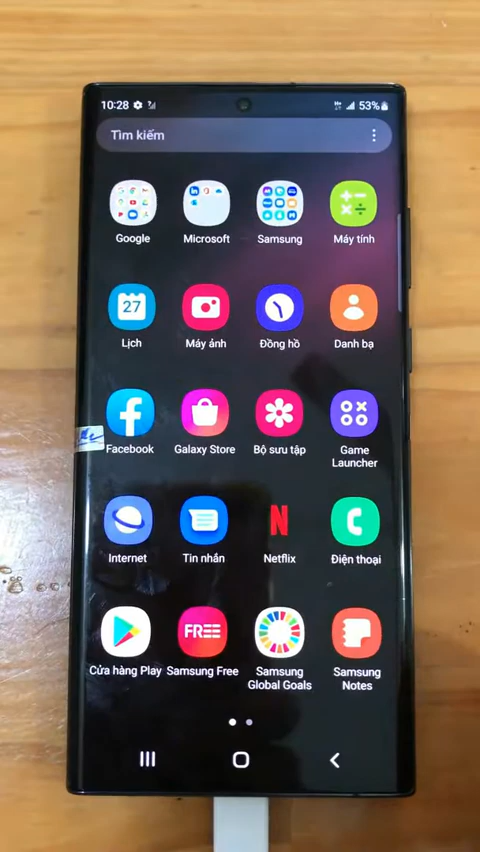 10:28 53%
Tìm kiếm
Google Microsoft Samsung Máy tính
27
Lịch Máy ảnh Đồng hồ Danh bạ
Facebook Galaxy Store Bộ sưu tập Game Launcher
Internet Tin nhắn Netflix Điện thoại
FREE
Cửa hàng Play Samsung Free Samsung Global Goals Samsung Notes